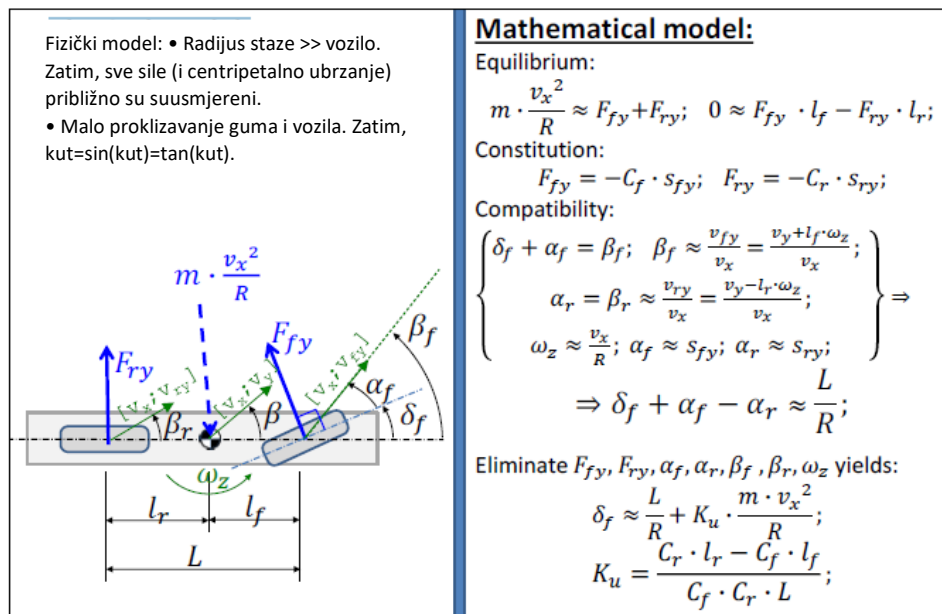 Fizički model: • Radijus staze >> vozilo.
Zatim, sve sile (i centripetalno ubrzanje)
približno su suusmjereni.
• Malo proklizavanje guma i vozila. Zatim,
kut=sin(kut)=tan(kut).
m · v_x²/R
F_ry
F_fy
[v_x; v_ry]
[v_x; v_y]
[v_x; v_fy]
β_f
α_f
δ_f
β_r
β
ω_z
l_r
l_f
L
Mathematical model:
Equilibrium:
m · v_x²/R ≈ F_fy+F_ry; 0 ≈ F_fy · l_f − F_ry · l_r;
Constitution:
F_fy = −C_f · s_fy; F_ry = −C_r · s_ry;
Compatibility:
δ_f + α_f = β_f; β_f ≈ v_fy/v_x = (v_y+l_f·ω_z)/v_x;
α_r = β_r ≈ v_ry/v_x = (v_y−l_r·ω_z)/v_x; ⇒
ω_z ≈ v_x/R; α_f ≈ s_fy; α_r ≈ s_ry;
⇒ δ_f + α_f − α_r ≈ L/R;
Eliminate F_fy, F_ry, α_f, α_r, β_f , β_r, ω_z yields:
δ_f ≈ L/R + K_u · (m · v_x²)/R;
K_u = (C_r · l_r − C_f · l_f)/(C_f · C_r · L);